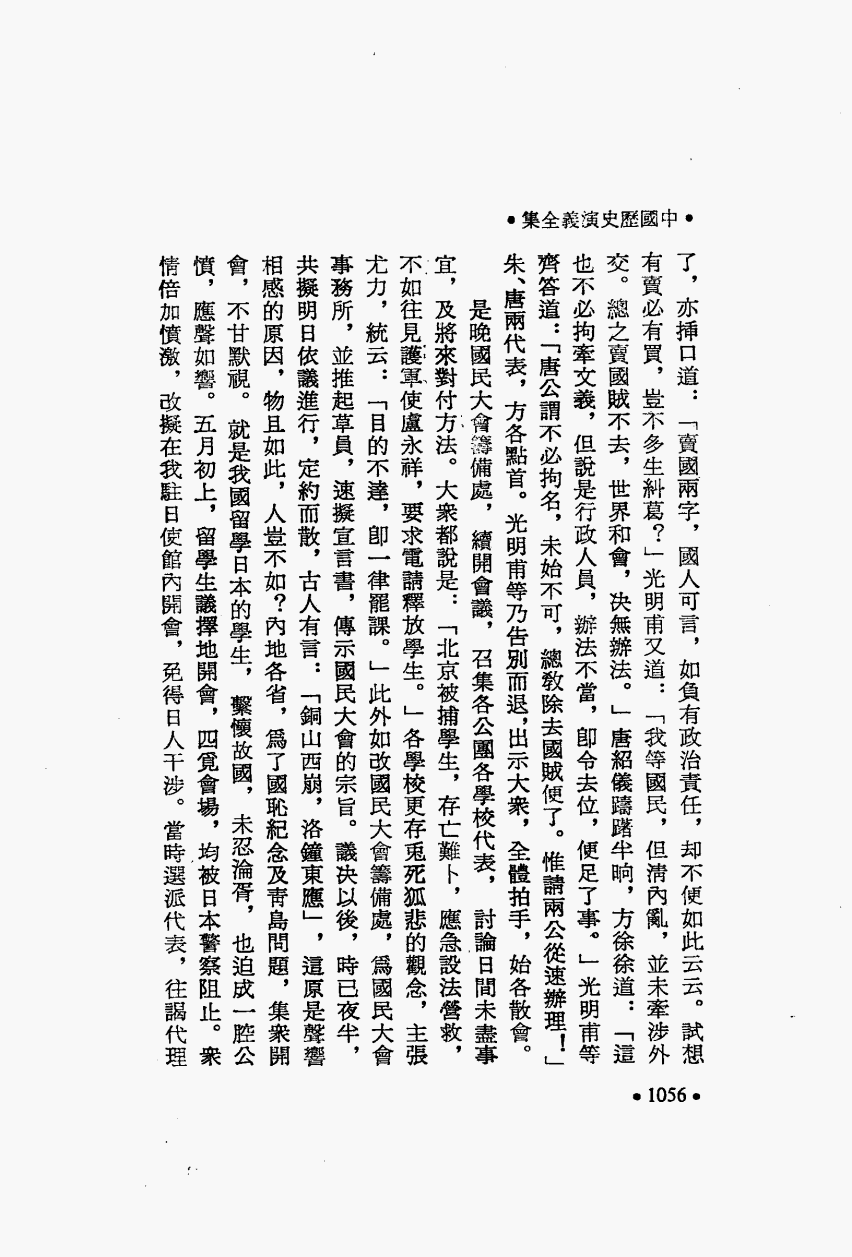 •中國歷史演義全集•
了，亦揷口道：「賣國兩字，國人可言，如負有政治責任，却不便如此云云。試想
有賣必有買，豈不多生糾葛？」光明甫又道：「我等國民，但清內亂，並未牽涉外
交。總之賣國賊不去，世界和會，決無辦法。」唐紹儀躊躇半晌，方徐徐道：「這
也不必拘牽文義，但說是行政人員，辦法不當，卽令去位，便足了事。」光明甫等
齊答道：「唐公謂不必拘名，未始不可，總敎除去國賊便了。惟請兩公從速辦理！」
朱、唐兩代表，方各點首。光明甫等乃告別而退，出示大衆，全體拍手，始各散會。
是晚國民大會籌備處，續開會議，召集各公團各學校代表，討論日間未盡事
宜，及將來對付方法。大衆都說是：「北京被捕學生，存亡難卜，應急設法營救，
不如往見護軍使盧永祥，要求電請釋放學生。」各學校更存兎死狐悲的觀念，主張
尤力，統云：「目的不達，卽一律罷課。」此外如改國民大會籌備處，爲國民大會
事務所，並推起草員，速擬宣言書，傳示國民大會的宗旨。議決以後，時已夜半，
共擬明日依議進行，定約而散，古人有言：「銅山西崩，洛鐘東應」，這原是聲響
相感的原因，物且如此，人豈不如？內地各省，爲了國恥紀念及靑島問題，集衆開
會，不甘默視。就是我國留學日本的學生，繫懷故國，未忍淪胥，也迫成一腔公
憤，應聲如響。五月初上，留學生議擇地開會，四覓會場，均被日本警察阻止。衆
情倍加憤激，改擬在我駐日使館內開會，免得日人干涉。當時選派代表，往謁代理
•1056•